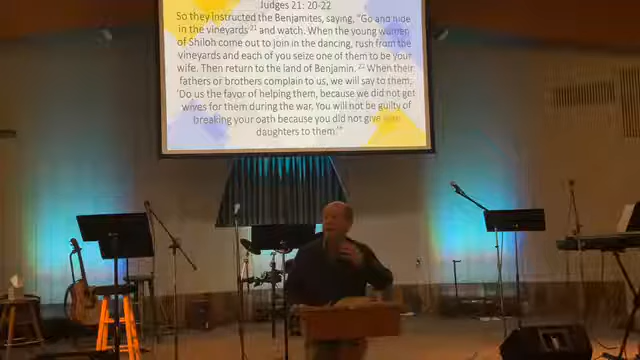 Judges 21: 20-22
So they instructed the Benjamites, saying, "Go and hide
in the vineyards 21 and watch. When the young women
of Shiloh come out to join in the dancing, rush from the
vineyards and each of you seize one of them to be your
wife. Then return to the land of Benjamin. 22 When their
fathers or brothers complain to us, we will say to them,
'Do us the favor of helping them, because we did not get
wives for them during the war. You will not be guilty of
breaking your oath because you did not give your
daughters to them.'"